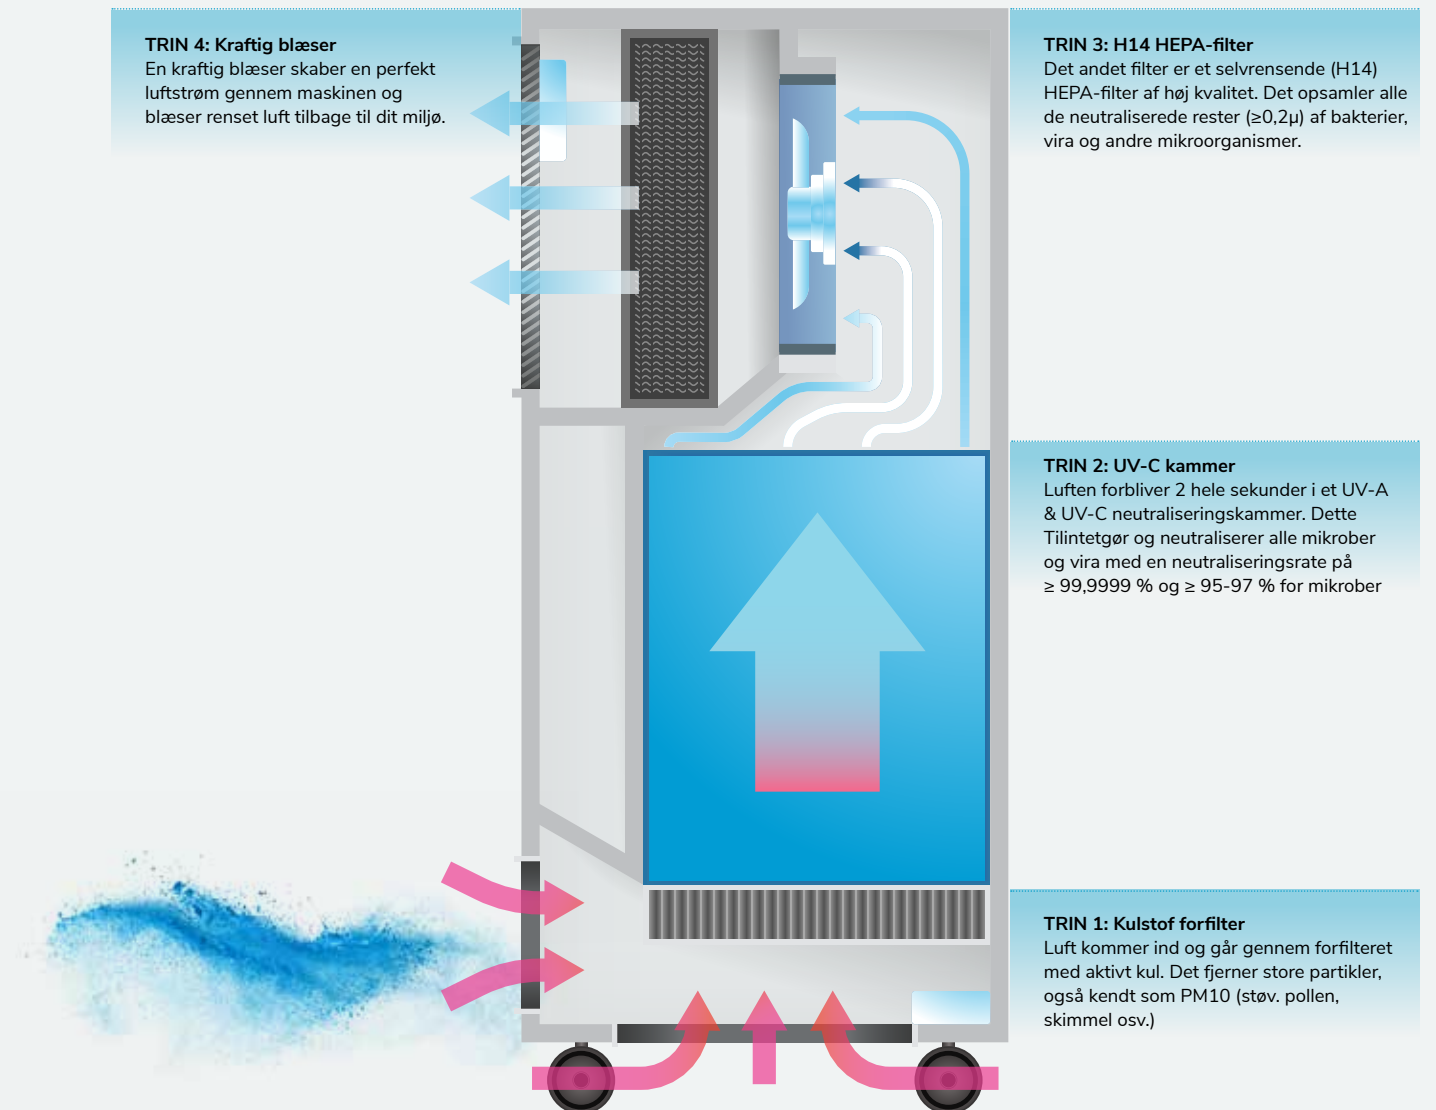 TRIN 4: Kraftig blæser
En kraftig blæser skaber en perfekt
luftstrøm gennem maskinen og
blæser renset luft tilbage til dit miljø.
TRIN 3: H14 HEPA-filter
Det andet filter er et selvrensende (H14)
HEPA-filter af høj kvalitet. Det opsamler alle
de neutraliserede rester (≥0,2µ) af bakterier,
vira og andre mikroorganismer.
TRIN 2: UV-C kammer
Luften forbliver 2 hele sekunder i et UV-A
& UV-C neutraliseringskammer. Dette
Tilintetgør og neutraliserer alle mikrober
og vira med en neutraliseringsrate på
≥ 99,9999 % og ≥ 95-97 % for mikrober
TRIN 1: Kulstof forfilter
Luft kommer ind og går gennem forfilteret
med aktivt kul. Det fjerner store partikler,
også kendt som PM10 (støv. pollen,
skimmel osv.)